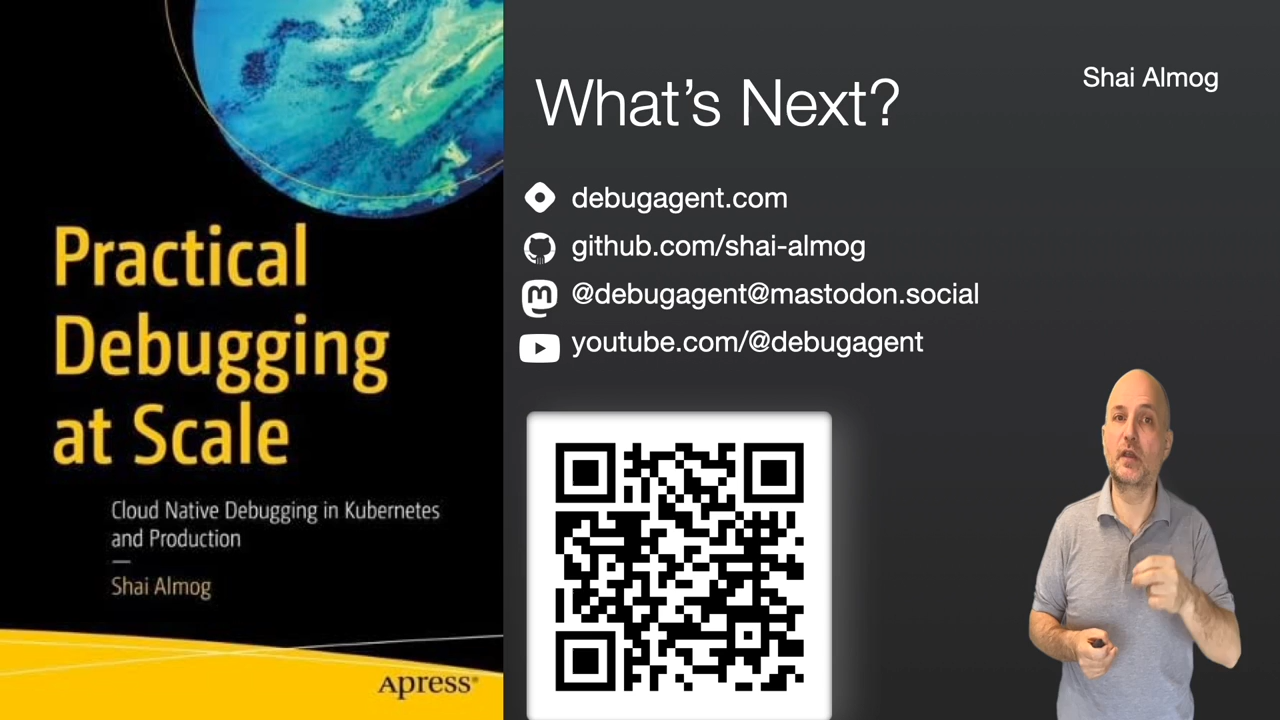 Practical
Debugging
at Scale
Cloud Native Debugging in Kubernetes
and Production
Shai Almog
Apress®
What’s Next?
Shai Almog
debugagent.com
github.com/shai-almog
@debugagent@mastodon.social
youtube.com/@debugagent